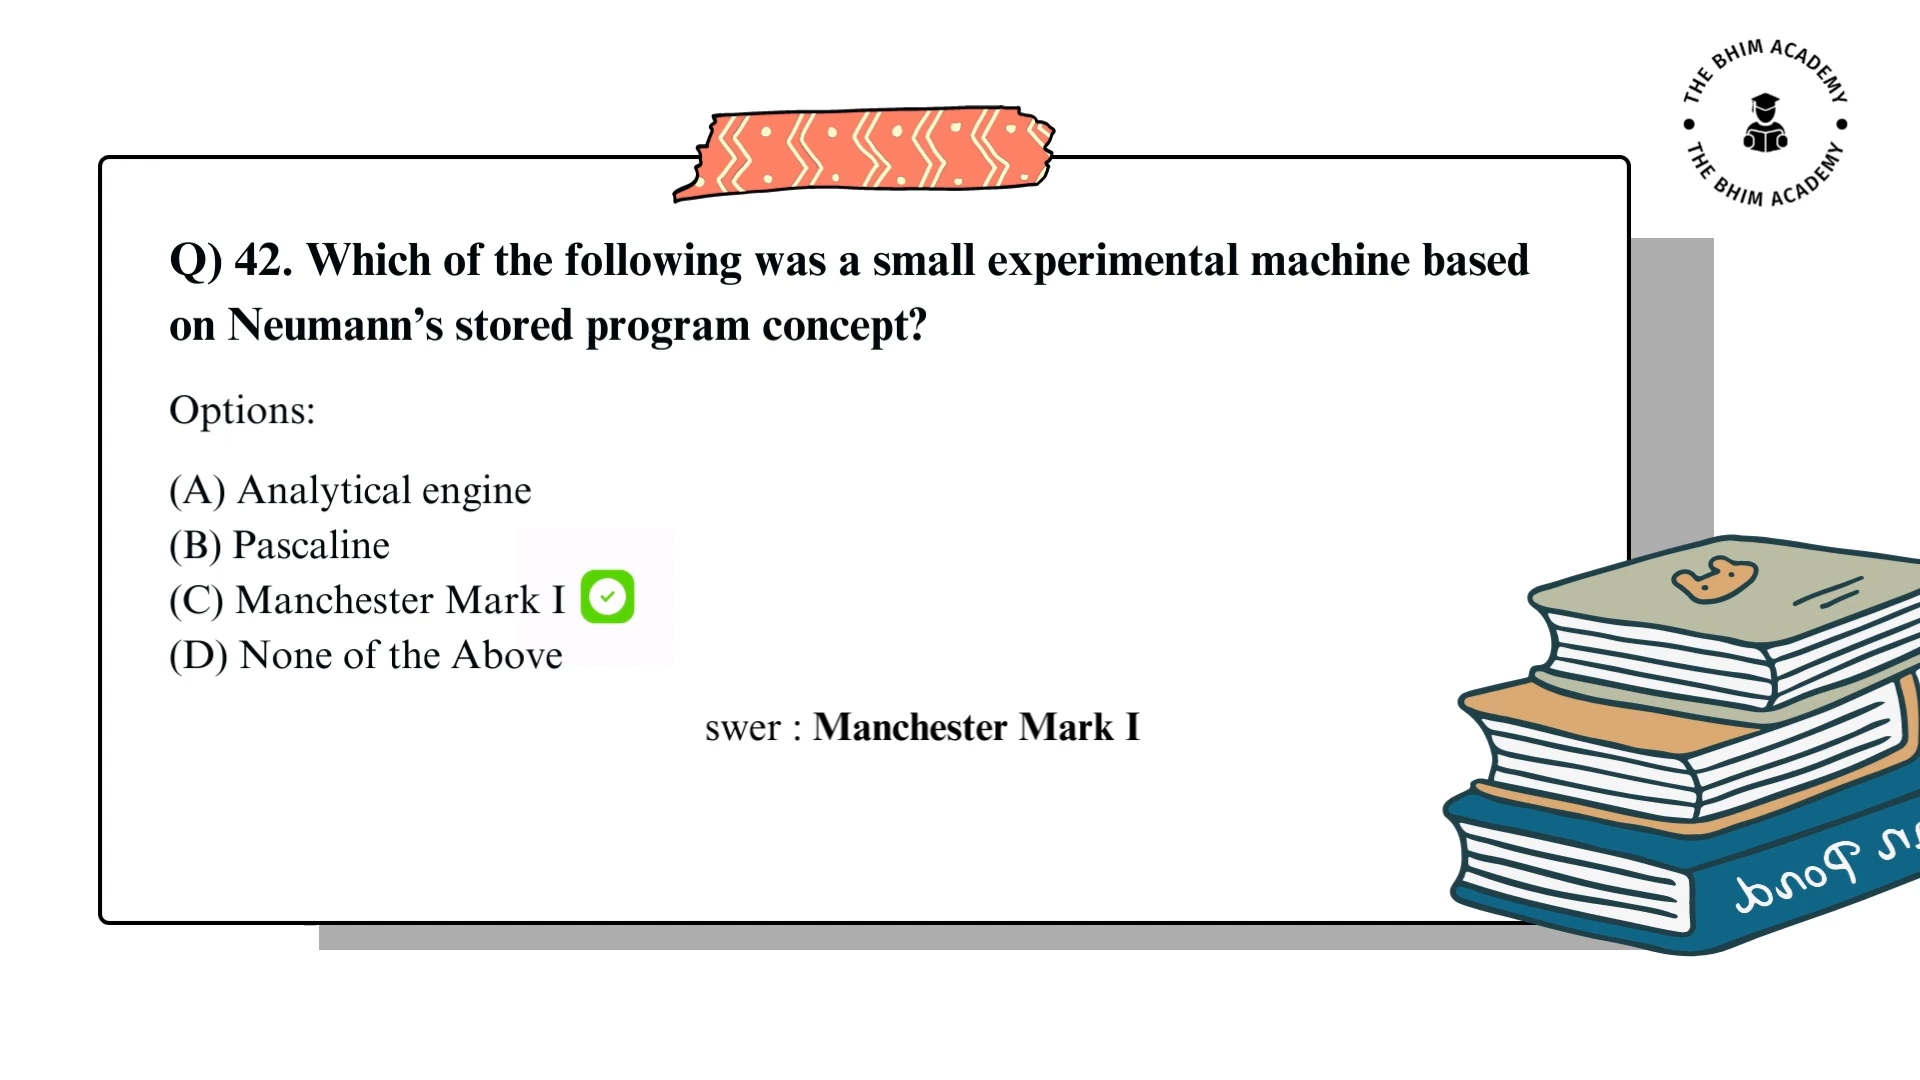 THE BHIM ACADEMY
THE BHIM ACADEMY
Q) 42. Which of the following was a small experimental machine based
on Neumann’s stored program concept?
Options:
(A) Analytical engine
(B) Pascaline
(C) Manchester Mark I
(D) None of the Above
swer : Manchester Mark I
Pond